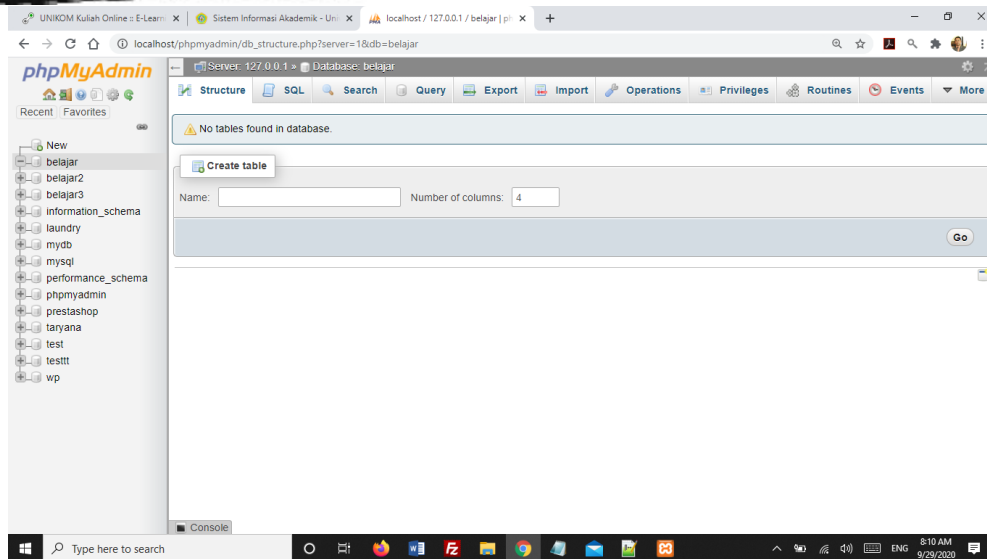 UNIKOM Kuliah Online :: E-Learn
Sistem Informasi Akademik - Uni
localhost / 127.0.0.1 / belajar | ph
localhost/phpmyadmin/db_structure.php?server=1&db=belajar
phpMyAdmin
Recent Favorites
New
belajar
belajar2
belajar3
information_schema
laundry
mydb
mysql
performance_schema
phpmyadmin
prestashop
taryana
test
testtt
wp
Server: 127.0.0.1 » Database: belajar
Structure SQL Search Query Export Import Operations Privileges Routines Events More
No tables found in database.
Create table
Name: Number of columns: 4
Go
Console
Type here to search
ENG
8:10 AM
9/29/2020